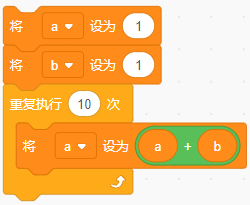 将 a 设为 1
将 b 设为 1
重复执行 10 次
将 a 设为 a + b